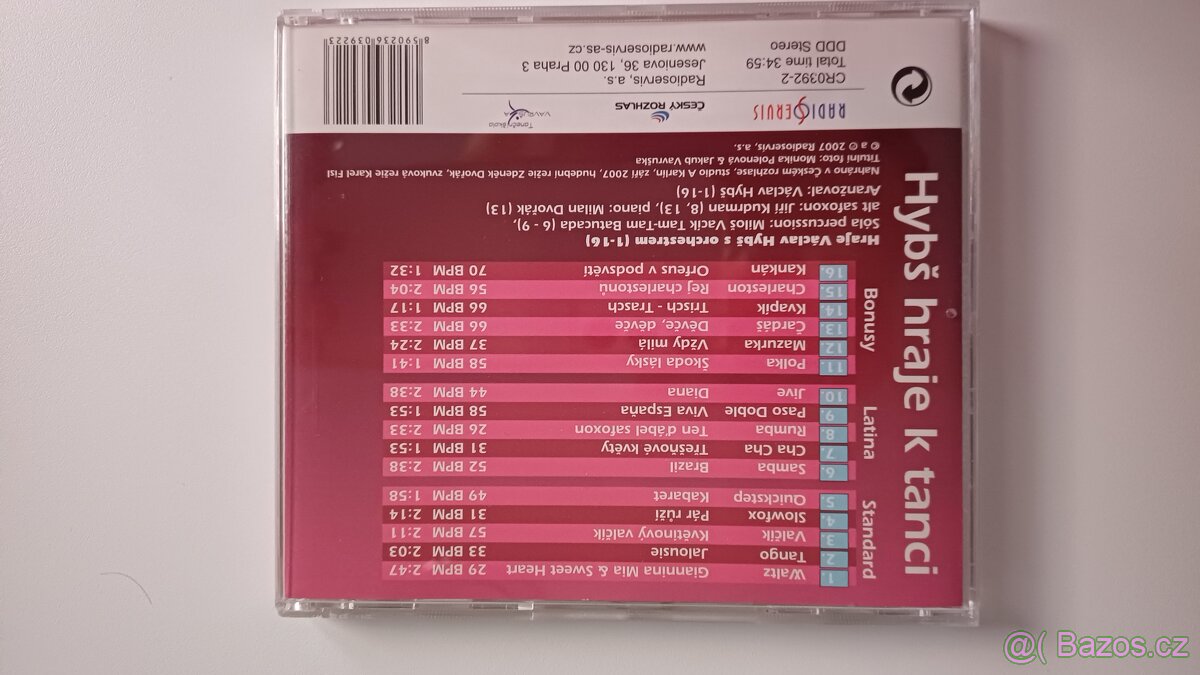 Hybš hraje k tanci
Standard
1. Waltz Giannina Mia & Sweet Heart 29 BPM 2:47
2. Tango Jalousie 33 BPM 2:03
3. Valčík Květinový valčík 57 BPM 2:11
4. Slowfox Pár růží 31 BPM 2:14
5. Quickstep Kabaret 49 BPM 1:58
Latina
6. Samba Brazil 52 BPM 2:38
7. Cha Cha Třešňové květy 31 BPM 1:53
8. Rumba Ten ďábel safoxon 26 BPM 2:33
9. Paso Doble Viva España 58 BPM 1:53
10. Jive Diana 44 BPM 2:38
Bonusy
11. Polka Škoda lásky 58 BPM 1:41
12. Mazurka Vždy milá 37 BPM 2:24
13. Čardáš Děvče, děvče 66 BPM 2:33
14. Kvapík Trisch - Trasch 66 BPM 1:17
15. Charleston Rej charlestonů 56 BPM 2:04
16. Kankán Orfeus v podsvětí 70 BPM 1:32
Hraje Václav Hybš s orchestrem (1-16)
Sóla percussion: Miloš Vacík Tam-Tam Batucada (6 - 9),
alt safoxon: Jiří Kudrman (8, 13), piano: Milan Dvořák (13)
Aranžoval: Václav Hybš (1-16)
Nahráno v Českém rozhlase, studio A Karlín, září 2007, hudební režie Zdeněk Dvořák, zvuková režie Karel Fisl
Titulní foto: Monika Polenová & Jakub Vavruška
℗ a © 2007 Radioservis, a.s.
RADIOSERVIS
ČESKÝ ROZHLAS
Taneční škola
VAVRUŠKA
CR0392-2
Total time 34:59
DDD Stereo
Radioservis, a.s.
Jeseniova 36, 130 00 Praha 3
www.radioservis-as.cz
8 590236 039223
@( Bazos.cz